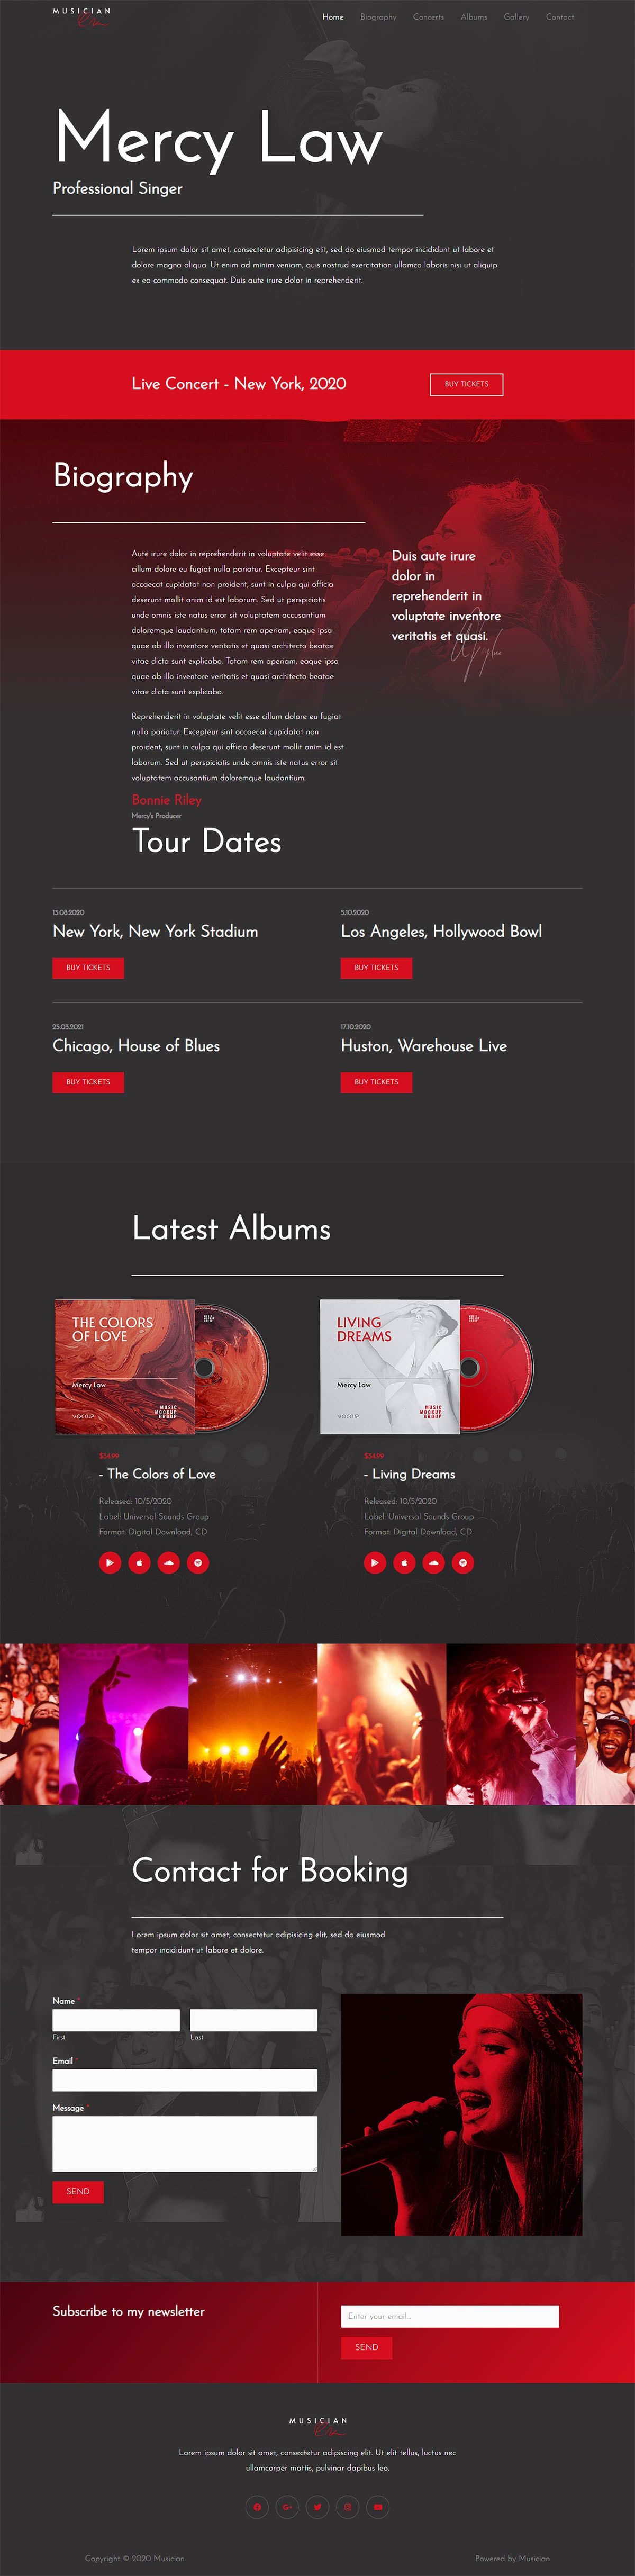 MUSICIAN
Home Biography Concerts Albums Gallery Contact
Mercy Law
Professional Singer
Lorem ipsum dolor sit amet, consectetur adipisicing elit, sed do eiusmod tempor incididunt ut labore et
dolore magna aliqua. Ut enim ad minim veniam, quis nostrud exercitation ullamco laboris nisi ut aliquip
ex ea commodo consequat. Duis aute irure dolor in reprehenderit.
Live Concert - New York, 2020
BUY TICKETS
Biography
Aute irure dolor in reprehenderit in voluptate velit esse
cillum dolore eu fugiat nulla pariatur. Excepteur sint
occaecat cupidatat non proident, sunt in culpa qui officia
deserunt mollit anim id est laborum. Sed ut perspiciatis
unde omnis iste natus error sit voluptatem accusantium
doloremque laudantium, totam rem aperiam, eaque ipsa
quae ab illo inventore veritatis et quasi architecto beatae
vitae dicta sunt explicabo. Totam rem aperiam, eaque ipsa
quae ab illo inventore veritatis et quasi architecto beatae
vitae dicta sunt explicabo.
Reprehenderit in voluptate velit esse cillum dolore eu fugiat
nulla pariatur. Excepteur sint occaecat cupidatat non
proident, sunt in culpa qui officia deserunt mollit anim id est
laborum. Sed ut perspiciatis unde omnis iste natus error sit
voluptatem accusantium doloremque laudantium.
Duis aute irure
dolor in
reprehenderit in
voluptate inventore
veritatis et quasi.
Bonnie Riley
Mercy's Producer
Tour Dates
13.08.2020
New York, New York Stadium
BUY TICKETS
5.10.2020
Los Angeles, Hollywood Bowl
BUY TICKETS
25.03.2021
Chicago, House of Blues
BUY TICKETS
17.10.2020
Huston, Warehouse Live
BUY TICKETS
Latest Albums
THE COLORS
OF LOVE
Mercy Law
MUSIC
MOCKUP
GROUP
LIVING
DREAMS
Mercy Law
MUSIC
MOCKUP
GROUP
$34.99
- The Colors of Love
Released: 10/5/2020
Label: Universal Sounds Group
Format: Digital Download, CD
$34.99
- Living Dreams
Released: 10/5/2020
Label: Universal Sounds Group
Format: Digital Download, CD
Contact for Booking
Lorem ipsum dolor sit amet, consectetur adipisicing elit, sed do eiusmod
tempor incididunt ut labore et dolore.
Name *
First Last
Email *
Message *
SEND
Subscribe to my newsletter
Enter your email...
SEND
MUSICIAN
Lorem ipsum dolor sit amet, consectetur adipiscing elit. Ut elit tellus, luctus nec
ullamcorper mattis, pulvinar dapibus leo.
Copyright © 2020 Musician
Powered by Musician